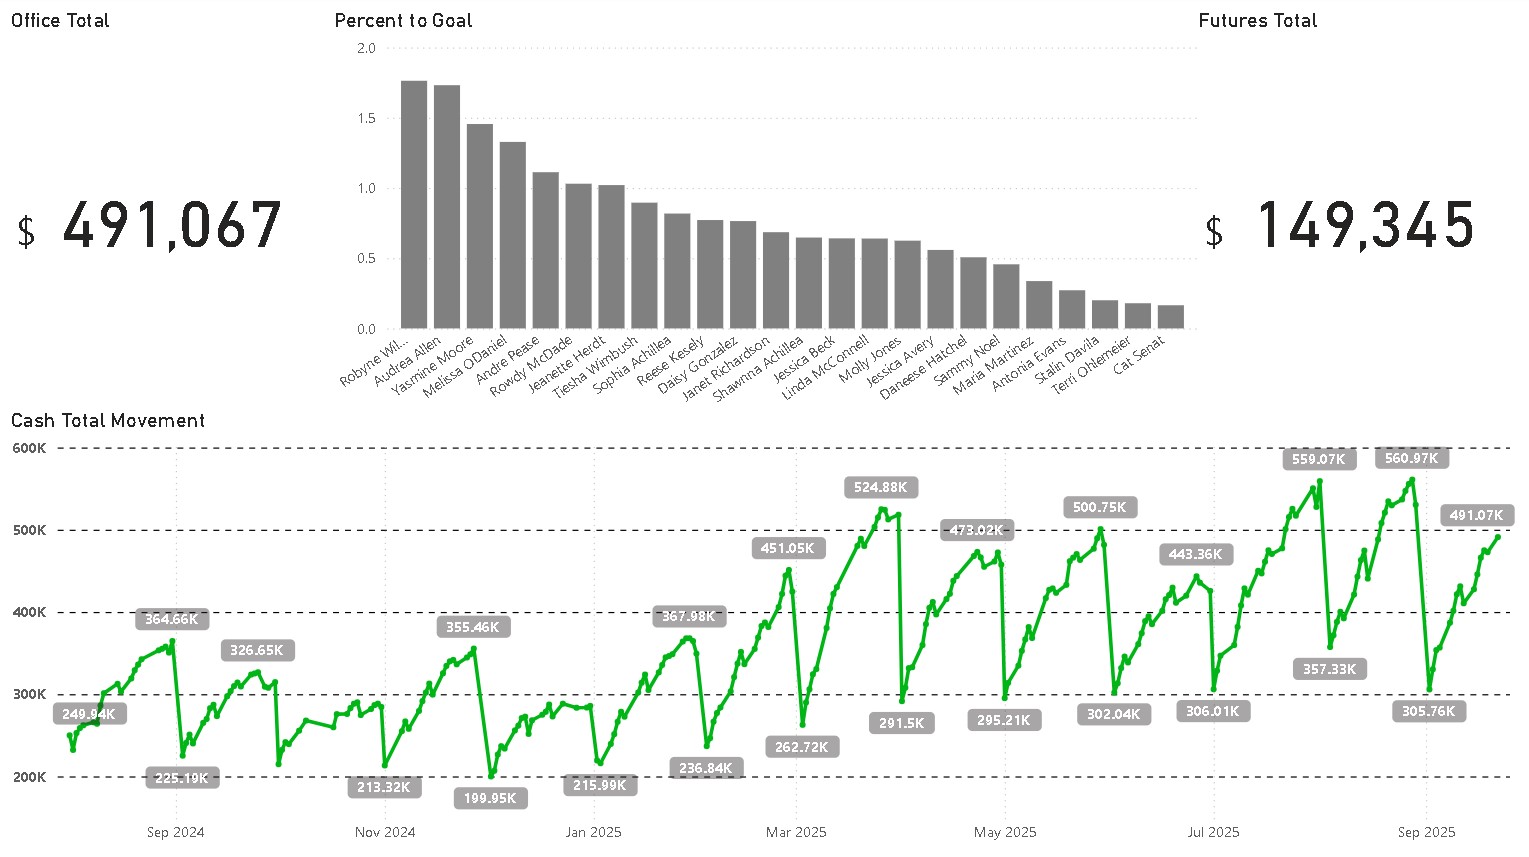 Office Total
Percent to Goal
Futures Total
$ 491,067
2.0
1.5
1.0
0.5
0.0
Robyne Wil...
Audrea Allen
Yasmine Moore
Melissa ODaniel
Andre Pease
Rowdy McDade
Jeanette Herdt
Tiesha Wimbush
Sophia Achillea
Reese Kesely
Daisy Gonzalez
Janet Richardson
Shawnna Achillea
Jessica Beck
Linda McConnell
Molly Jones
Jessica Avery
Daneese Hatchel
Sammy Noel
Maria Martinez
Antonia Evans
Stalin Davila
Terri Ohlemeier
Cat Senat
$ 149,345
Cash Total Movement
600K
500K
400K
300K
200K
249.94K
364.66K
225.19K
326.65K
213.32K
355.46K
199.95K
215.99K
367.98K
236.84K
451.05K
262.72K
524.88K
291.5K
473.02K
295.21K
500.75K
302.04K
443.36K
306.01K
559.07K
357.33K
560.97K
305.76K
491.07K
Sep 2024
Nov 2024
Jan 2025
Mar 2025
May 2025
Jul 2025
Sep 2025